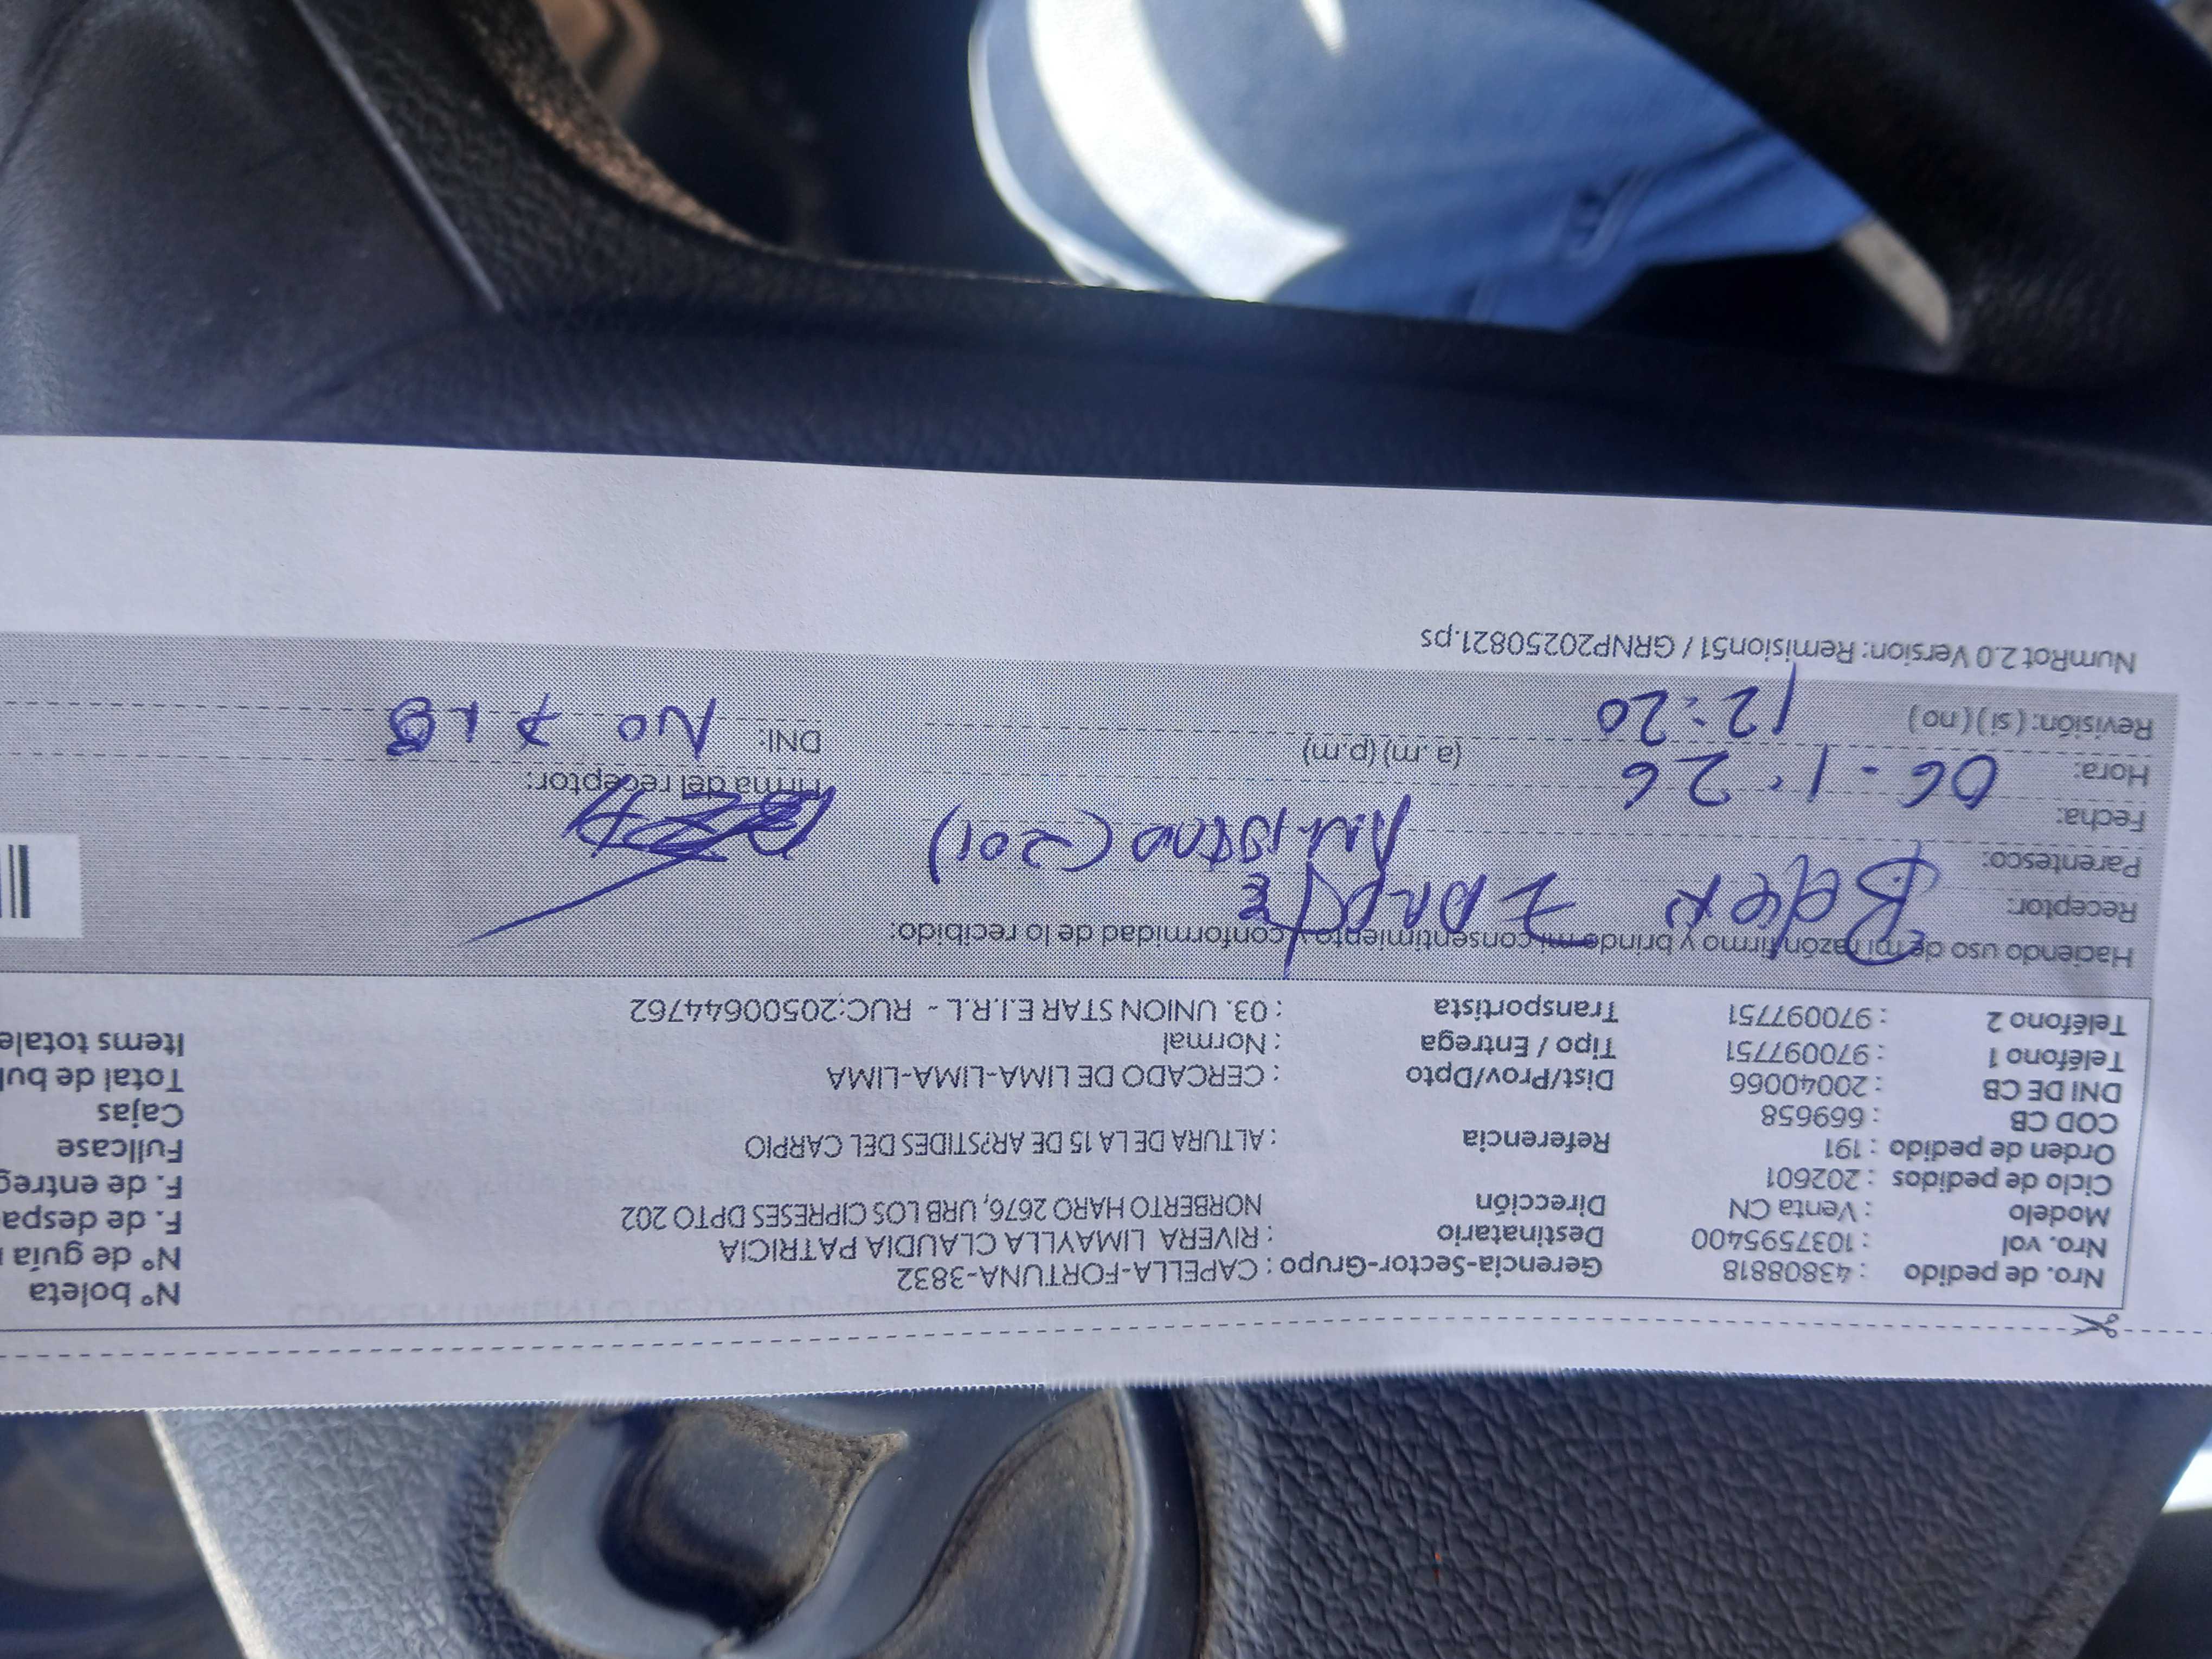 Nro. de pedido : 43808818 Gerencia-Sector-Grupo : CAPELLA-FORTUNA-3832 N° boleta
Nro. vol : 1037595400 Destinatario : RIVERA LIMAYLLA CLAUDIA PATRICIA N° de guía
Modelo : Venta CN Dirección NORBERTO HARO 2676, URB LOS CIPRESES DPTO 202 F. de despa
Ciclo de pedidos : 202601 F. de entreg
Orden de pedido : 191 Referencia : ALTURA DE LA 15 DE AR?STIDES DEL CARPIO Fullcase
COD CB : 669658 Cajas
DNI DE CB : 20040066 Dist/Prov/Dpto : CERCADO DE LIMA-LIMA-LIMA Total de bul
Teléfono 1 : 970097751 Tipo / Entrega : Normal Items totale
Teléfono 2 : 970097751 Transportista : 03. UNION STAR E.I.R.L - RUC:20500644762
Haciendo uso de mi razón firmo y brindo mi consentimiento y conformidad de lo recibido:
Receptor:
Parentesco: (201)
Fecha: 06-1-26 Firma del receptor:
Hora: 12:20 (a.m) (p.m) DNI: NO
Revisión: (si) (no)
NumRot 2.0 Version: Remision51 / GRNP20250821.ps